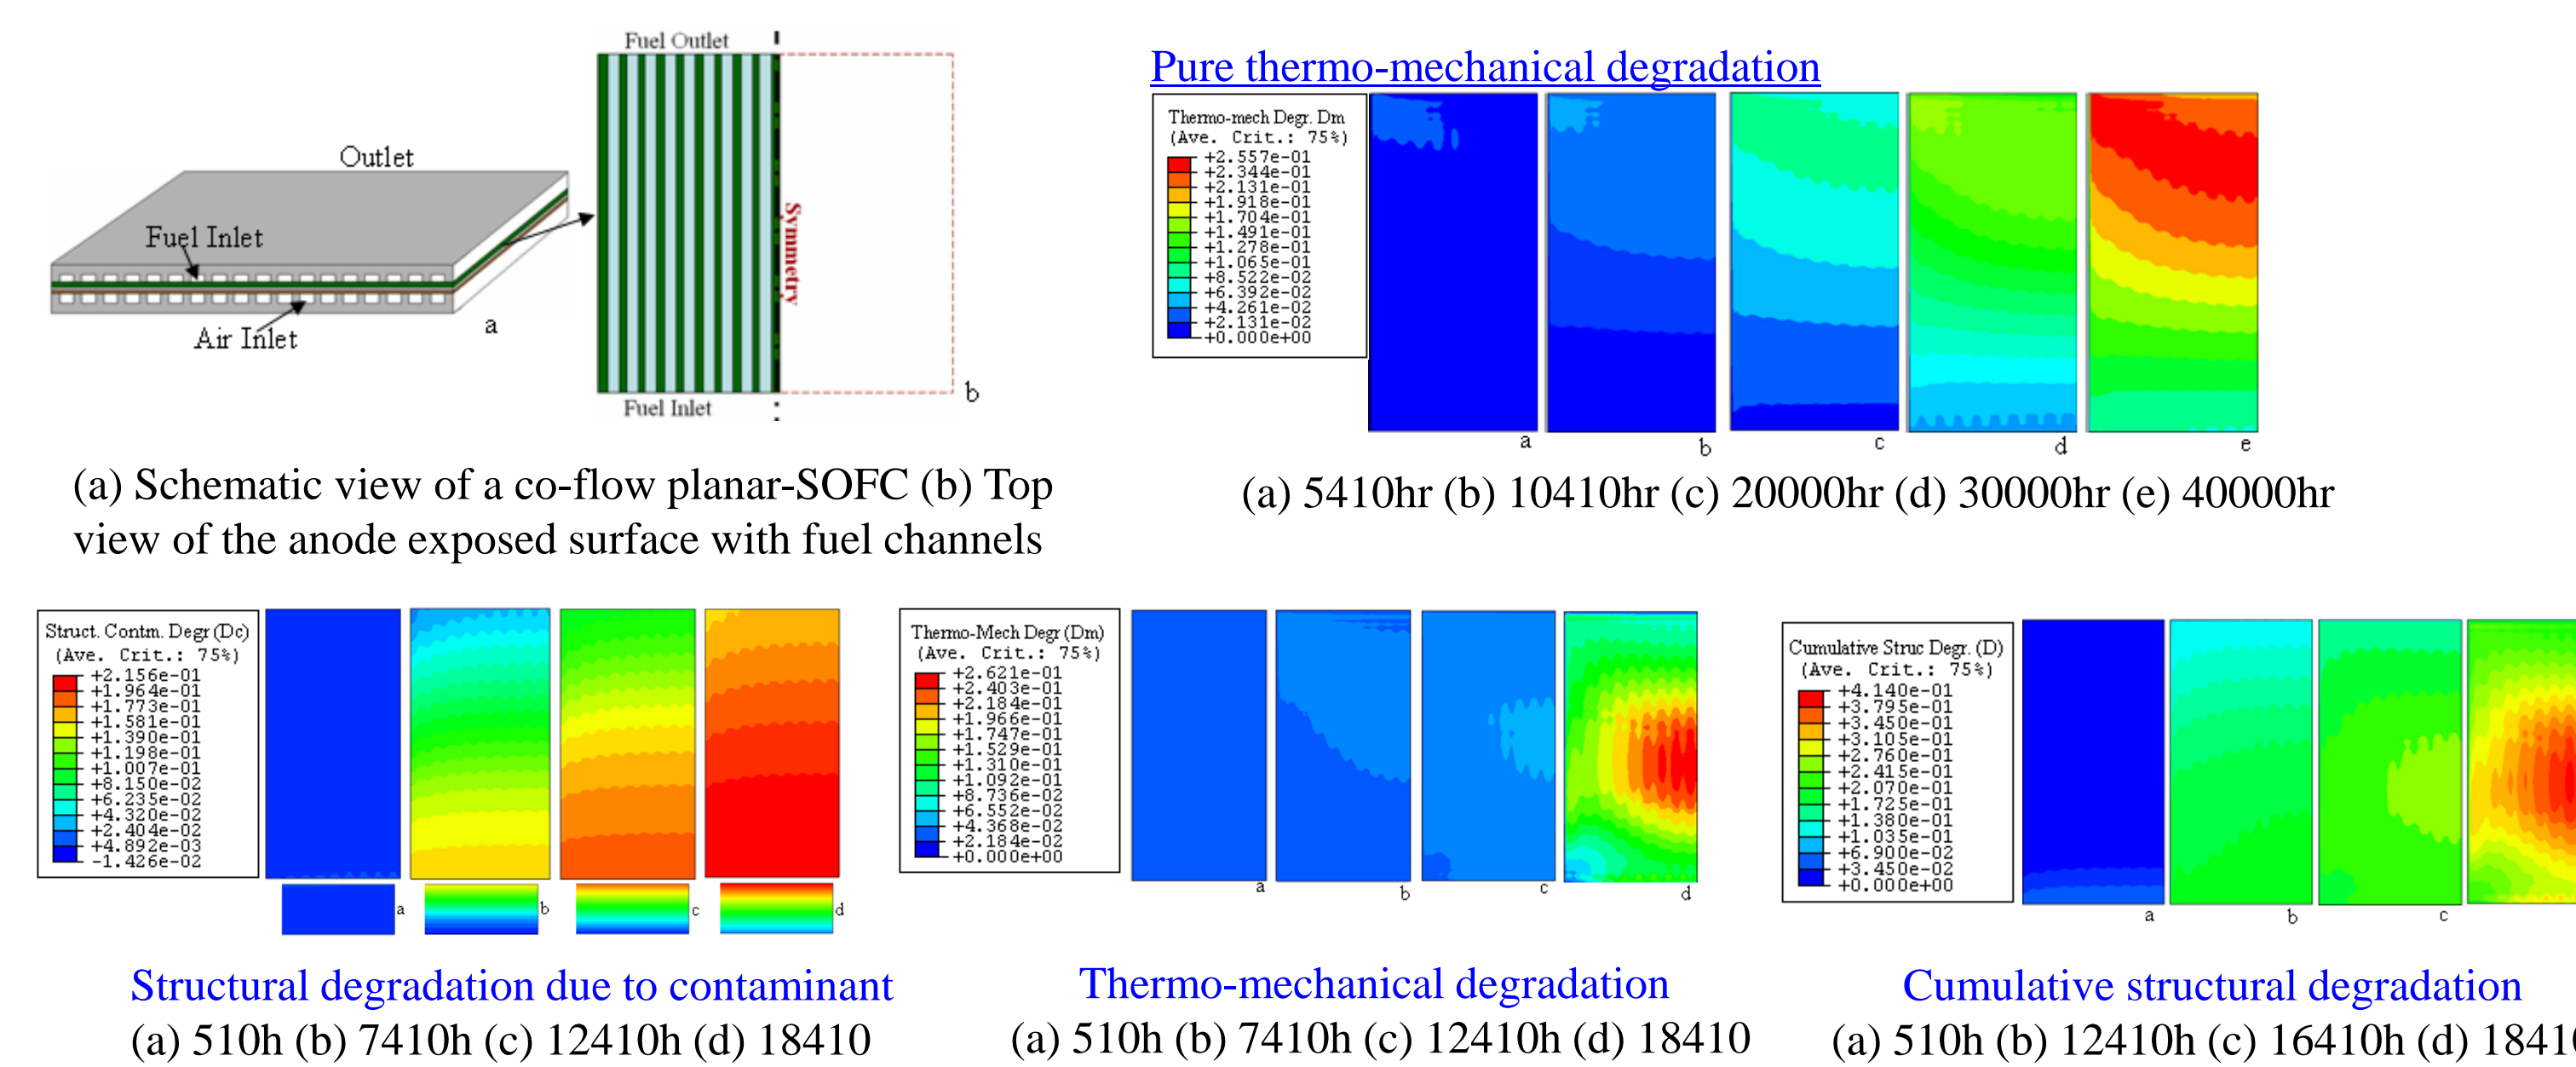 Fuel Outlet
Outlet
Fuel Inlet
Air Inlet
a
Symmetry
Fuel Inlet
b
(a) Schematic view of a co-flow planar-SOFC (b) Top
view of the anode exposed surface with fuel channels
Pure thermo-mechanical degradation
Thermo-mech Degr. Dm
(Ave. Crit.: 75%)
+2.557e-01
+2.344e-01
+2.131e-01
+1.918e-01
+1.704e-01
+1.491e-01
+1.278e-01
+1.065e-01
+8.522e-02
+6.392e-02
+4.261e-02
+2.131e-02
+0.000e+00
a b c d e
(a) 5410hr (b) 10410hr (c) 20000hr (d) 30000hr (e) 40000hr
Struct. Contm. Degr (Dc)
(Ave. Crit.: 75%)
+2.156e-01
+1.964e-01
+1.773e-01
+1.581e-01
+1.390e-01
+1.198e-01
+1.007e-01
+8.150e-02
+6.235e-02
+4.320e-02
+2.404e-02
+4.892e-03
-1.426e-02
a b c d
Structural degradation due to contaminant
(a) 510h (b) 7410h (c) 12410h (d) 18410
Thermo-Mech Degr (Dm)
(Ave. Crit.: 75%)
+2.621e-01
+2.403e-01
+2.184e-01
+1.966e-01
+1.747e-01
+1.529e-01
+1.310e-01
+1.092e-01
+8.736e-02
+6.552e-02
+4.368e-02
+2.184e-02
+0.000e+00
a b c d
Thermo-mechanical degradation
(a) 510h (b) 7410h (c) 12410h (d) 18410
Cumulative Struc Degr. (D)
(Ave. Crit.: 75%)
+4.140e-01
+3.795e-01
+3.450e-01
+3.105e-01
+2.760e-01
+2.415e-01
+2.070e-01
+1.725e-01
+1.380e-01
+1.035e-01
+6.900e-02
+3.450e-02
+0.000e+00
a b c
Cumulative structural degradation
(a) 510h (b) 12410h (c) 16410h (d) 18410